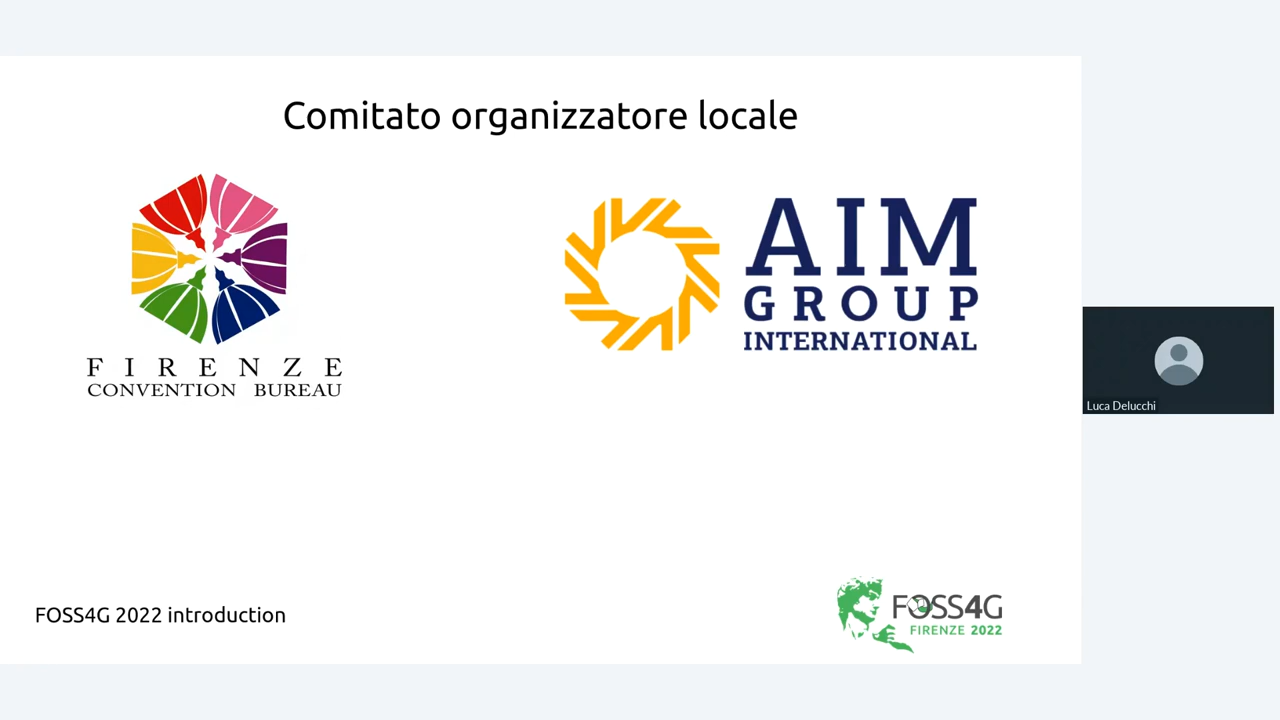 Comitato organizzatore locale
FIRENZE
CONVENTION BUREAU
AIM
GROUP
INTERNATIONAL
Luca Delucchi
FOSS4G 2022 introduction
FOSS4G
FIRENZE 2022